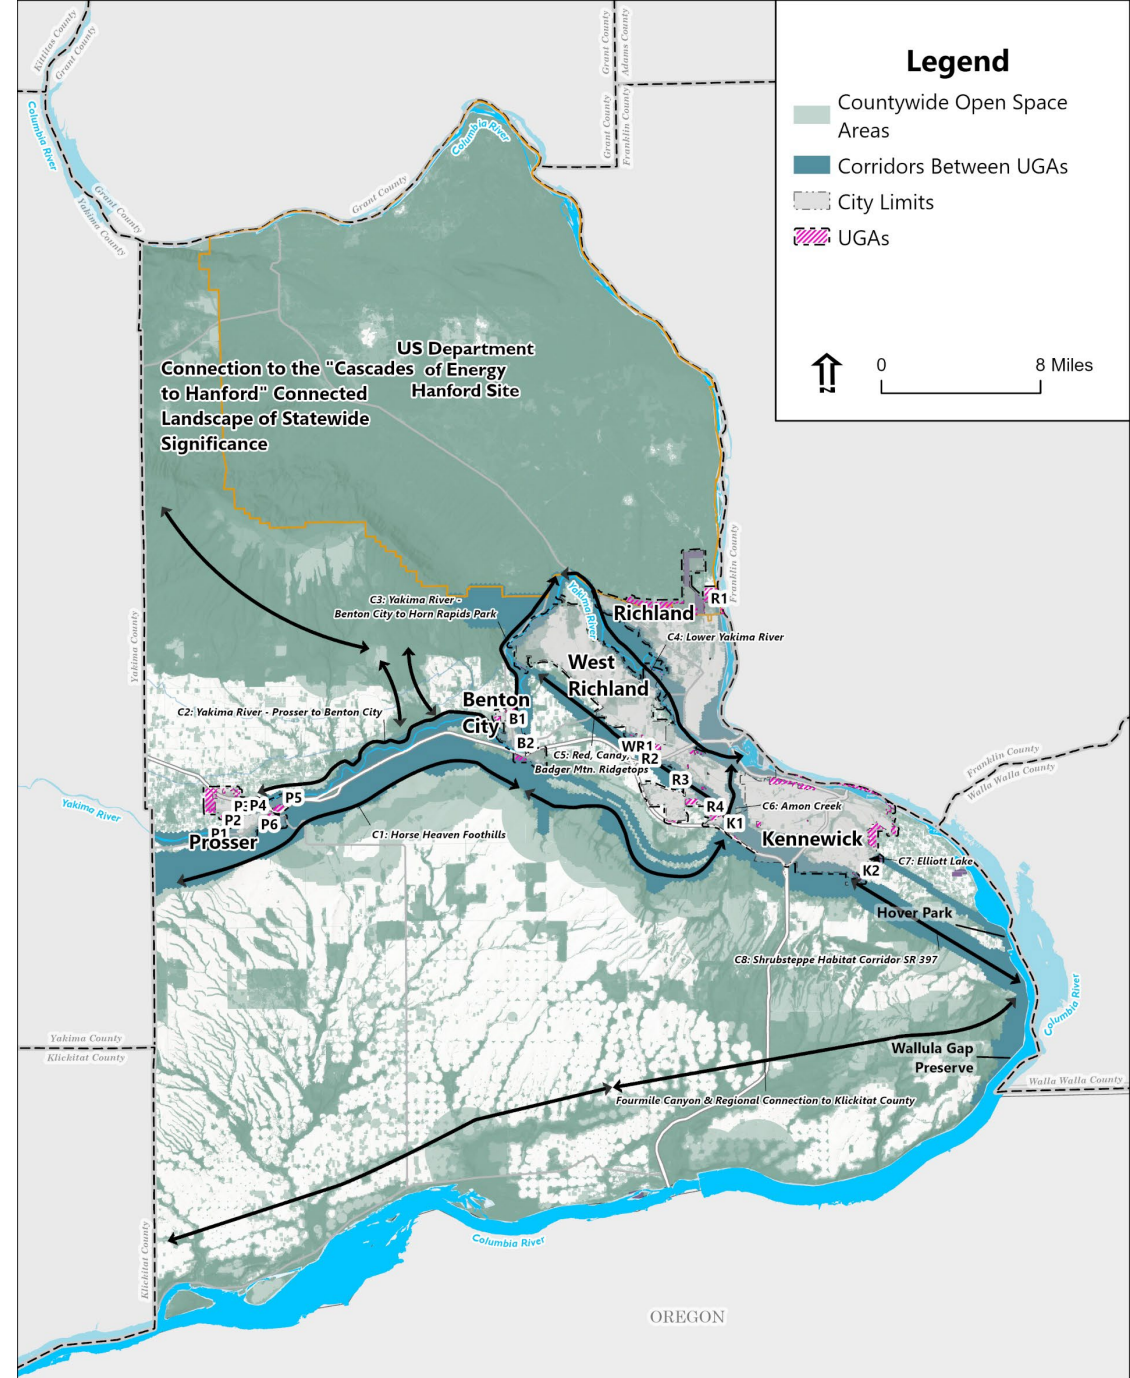 Kittitas County
Grant County
Grant County
Adams County
Grant County
Franklin County
Columbia River
Columbia River
Grant County
Yakima County
Grant County
Legend
Countywide Open Space
Areas
Corridors Between UGAs
City Limits
UGAs
N
0
8 Miles
US Department
of Energy
Hanford Site
Connection to the "Cascades
to Hanford" Connected
Landscape of Statewide
Significance
Franklin County
Yakima County
C3: Yakima River -
Benton City to Horn Rapids Park
Yakima River
R1
Richland
C4: Lower Yakima River
West
Richland
Benton
City
B1
C2: Yakima River - Prosser to Benton City
B2
WR1
R2
C5: Red, Candy,
Badger Mtn. Ridgetops
R3
R4
K1
C6: Amon Creek
Franklin County
Walla Walla County
Yakima River
P5
P3
P4
P2
P1
P6
Prosser
C1: Horse Heaven Foothills
Kennewick
C7: Elliott Lake
K2
Hover Park
C8: Shrubsteppe Habitat Corridor SR 397
Columbia River
Yakima County
Klickitat County
Wallula Gap
Preserve
Walla Walla County
Fourmile Canyon & Regional Connection to Klickitat County
Klickitat County
Columbia River
OREGON